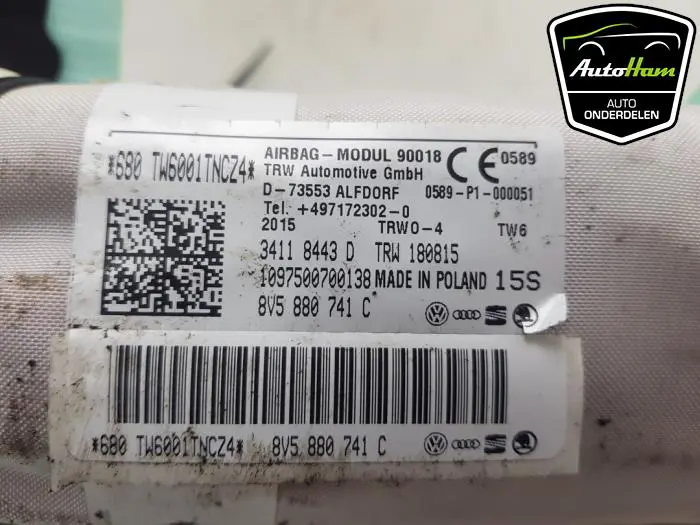 AutoHam
AUTO
ONDERDELEN
*680 TW6001TNCZ4*
AIRBAG-MODUL 90018 CE 0589
TRW Automotive GmbH
D-73553 ALFDORF 0589-P1-000051
Tel. +497172302-0
2015 TRWO-4 TW6
3411 8443 D TRW 180815
1097500700138 MADE IN POLAND 15S
8V5 880 741 C
*680 TW6001TNCZ4* 8V5 880 741 C